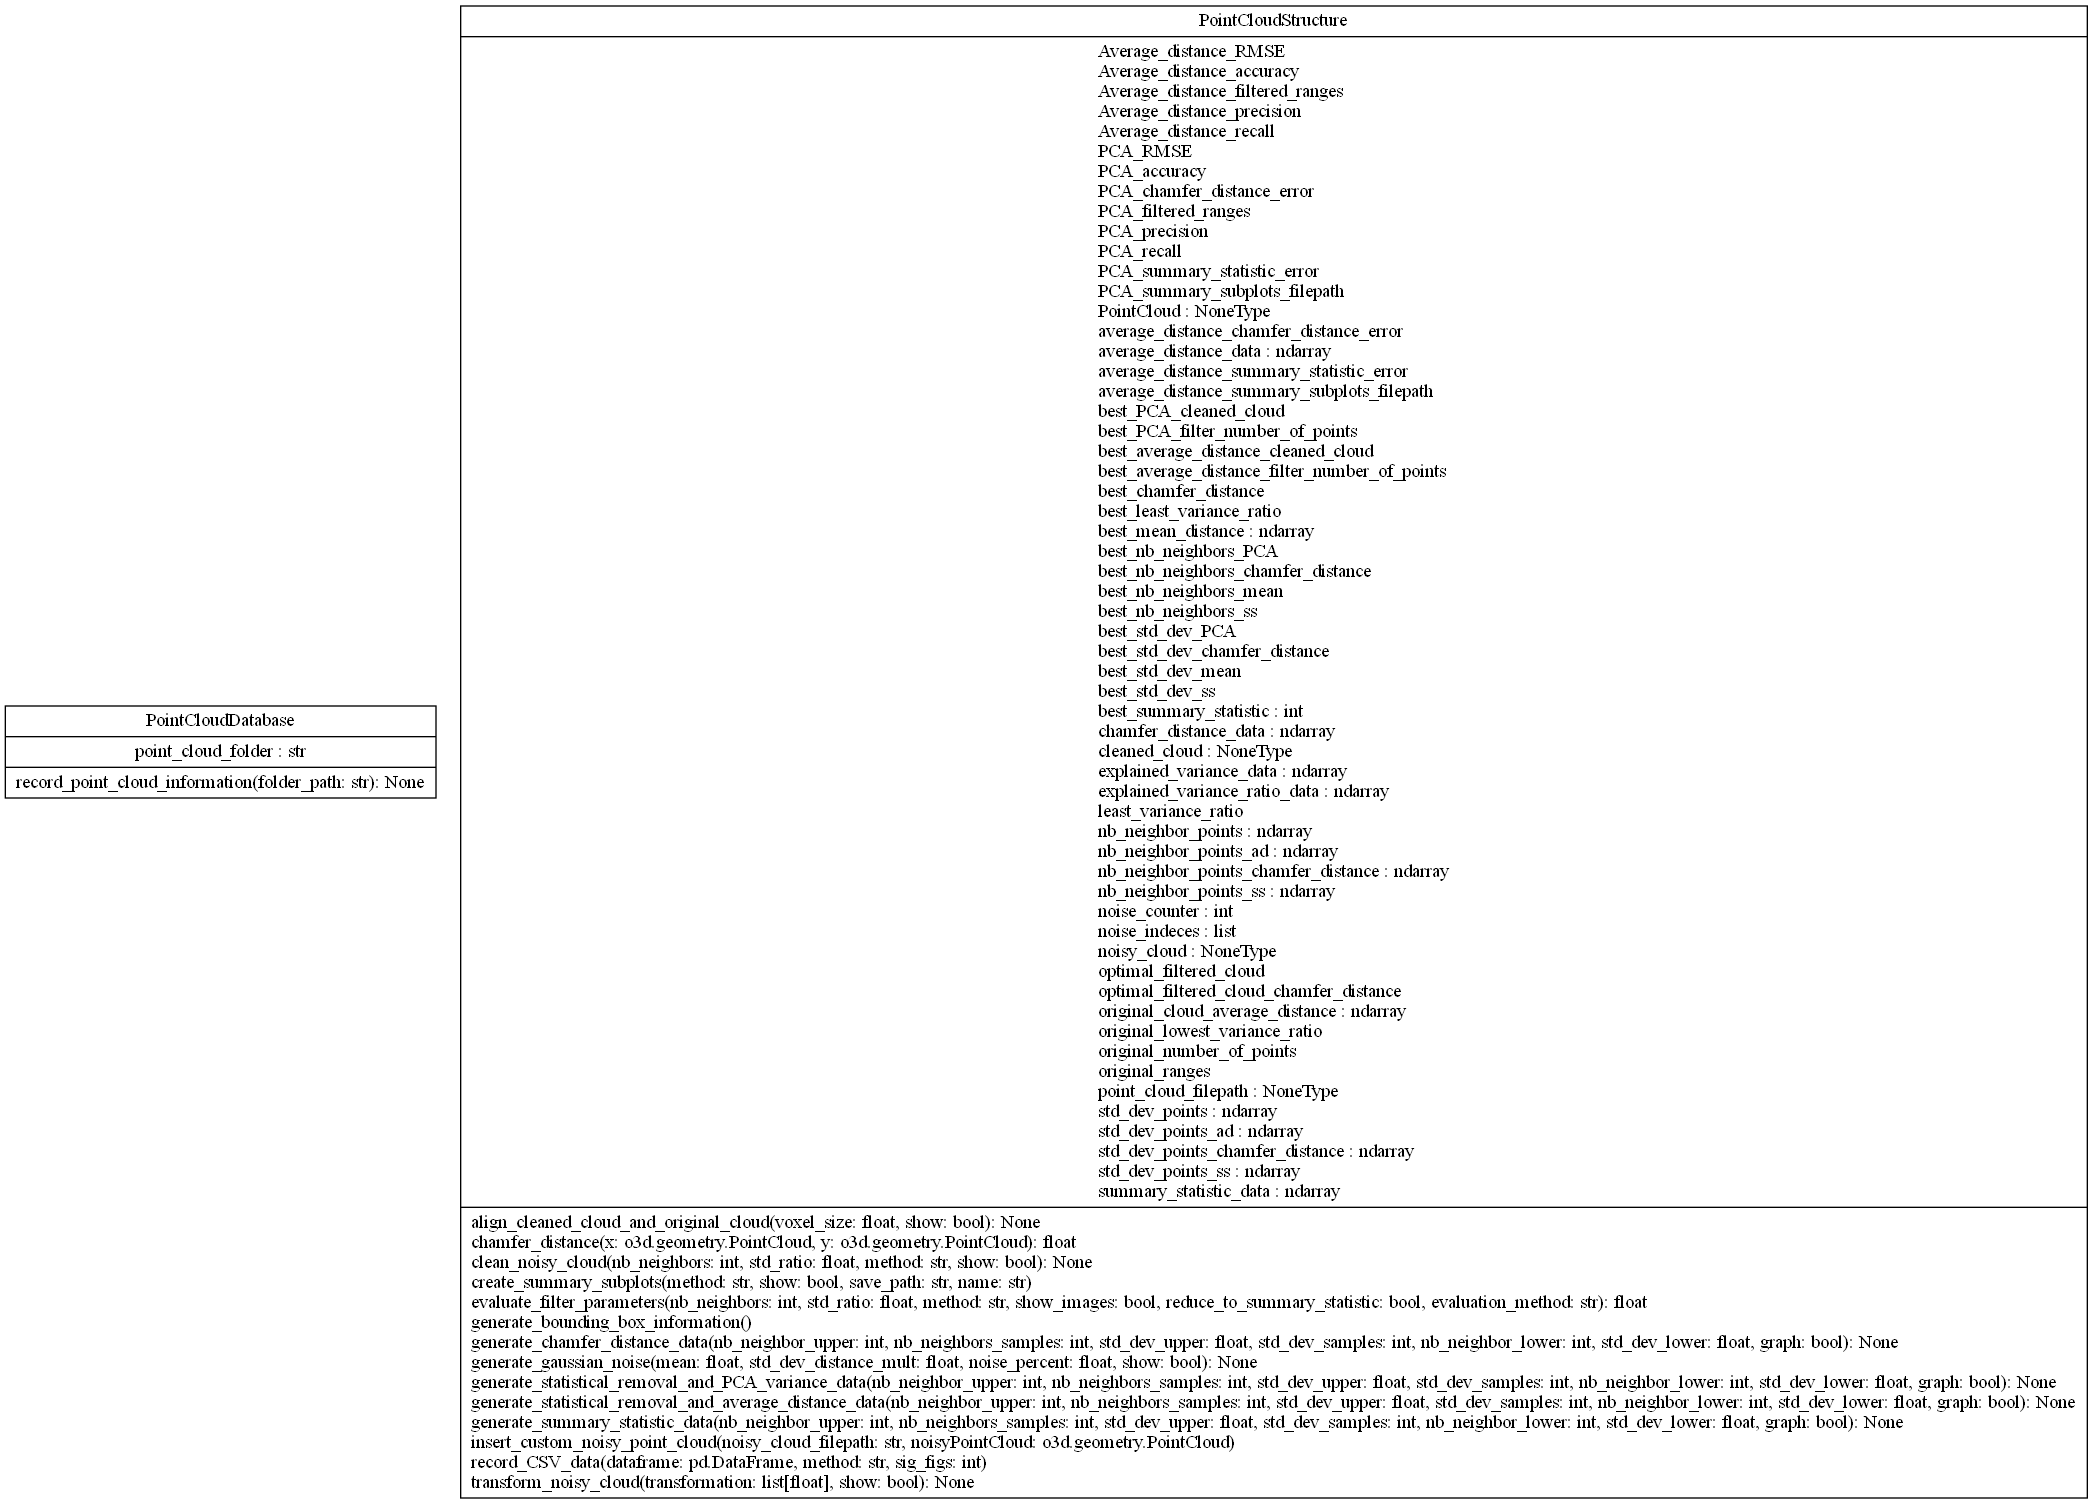 PointCloudDatabase
point_cloud_folder : str
record_point_cloud_information(folder_path: str): None
PointCloudStructure
Average_distance_RMSE
Average_distance_accuracy
Average_distance_filtered_ranges
Average_distance_precision
Average_distance_recall
PCA_RMSE
PCA_accuracy
PCA_chamfer_distance_error
PCA_filtered_ranges
PCA_precision
PCA_recall
PCA_summary_statistic_error
PCA_summary_subplots_filepath
PointCloud : NoneType
average_distance_chamfer_distance_error
average_distance_data : ndarray
average_distance_summary_statistic_error
average_distance_summary_subplots_filepath
best_PCA_cleaned_cloud
best_PCA_filter_number_of_points
best_average_distance_cleaned_cloud
best_average_distance_filter_number_of_points
best_chamfer_distance
best_least_variance_ratio
best_mean_distance : ndarray
best_nb_neighbors_PCA
best_nb_neighbors_chamfer_distance
best_nb_neighbors_mean
best_nb_neighbors_ss
best_std_dev_PCA
best_std_dev_chamfer_distance
best_std_dev_mean
best_std_dev_ss
best_summary_statistic : int
chamfer_distance_data : ndarray
cleaned_cloud : NoneType
explained_variance_data : ndarray
explained_variance_ratio_data : ndarray
least_variance_ratio
nb_neighbor_points : ndarray
nb_neighbor_points_ad : ndarray
nb_neighbor_points_chamfer_distance : ndarray
nb_neighbor_points_ss : ndarray
noise_counter : int
noise_indeces : list
noisy_cloud : NoneType
optimal_filtered_cloud
optimal_filtered_cloud_chamfer_distance
original_cloud_average_distance : ndarray
original_lowest_variance_ratio
original_number_of_points
original_ranges
point_cloud_filepath : NoneType
std_dev_points : ndarray
std_dev_points_ad : ndarray
std_dev_points_chamfer_distance : ndarray
std_dev_points_ss : ndarray
summary_statistic_data : ndarray
align_cleaned_cloud_and_original_cloud(voxel_size: float, show: bool): None
chamfer_distance(x: o3d.geometry.PointCloud, y: o3d.geometry.PointCloud): float
clean_noisy_cloud(nb_neighbors: int, std_ratio: float, method: str, show: bool): None
create_summary_subplots(method: str, show: bool, save_path: str, name: str)
evaluate_filter_parameters(nb_neighbors: int, std_ratio: float, method: str, show_images: bool, reduce_to_summary_statistic: bool, evaluation_method: str): float
generate_bounding_box_information()
generate_chamfer_distance_data(nb_neighbor_upper: int, nb_neighbors_samples: int, std_dev_upper: float, std_dev_samples: int, nb_neighbor_lower: int, std_dev_lower: float, graph: bool): None
generate_gaussian_noise(mean: float, std_dev_distance_mult: float, noise_percent: float, show: bool): None
generate_statistical_removal_and_PCA_variance_data(nb_neighbor_upper: int, nb_neighbors_samples: int, std_dev_upper: float, std_dev_samples: int, nb_neighbor_lower: int, std_dev_lower: float, graph: bool): None
generate_statistical_removal_and_average_distance_data(nb_neighbor_upper: int, nb_neighbors_samples: int, std_dev_upper: float, std_dev_samples: int, nb_neighbor_lower: int, std_dev_lower: float, graph: bool): None
generate_summary_statistic_data(nb_neighbor_upper: int, nb_neighbors_samples: int, std_dev_upper: float, std_dev_samples: int, nb_neighbor_lower: int, std_dev_lower: float, graph: bool): None
insert_custom_noisy_point_cloud(noisy_cloud_filepath: str, noisyPointCloud: o3d.geometry.PointCloud)
record_CSV_data(dataframe: pd.DataFrame, method: str, sig_figs: int)
transform_noisy_cloud(transformation: list[float], show: bool): None